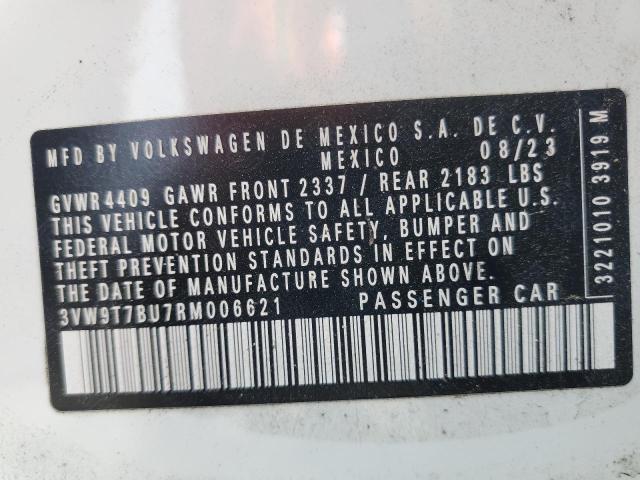 MFD BY VOLKSWAGEN DE MEXICO S.A. DE C.V.
MEXICO 08/23
GVWR 4409 GAWR FRONT 2337 / REAR 2183 LBS
THIS VEHICLE CONFORMS TO ALL APPLICABLE U.S.
FEDERAL MOTOR VEHICLE SAFETY, BUMPER AND
THEFT PREVENTION STANDARDS IN EFFECT ON
THE DATE OF MANUFACTURE SHOWN ABOVE.
3VW9T7BU7RM006621 PASSENGER CAR
3221010 3919 M